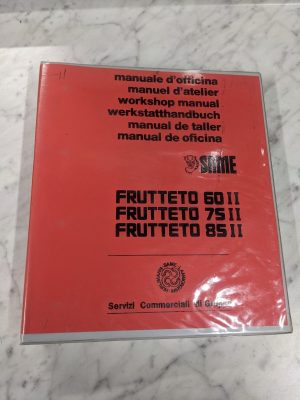 manuale d'officina
manuel d'atelier
workshop manual
werkstatthandbuch
manual de taller
manual de oficina
SAME
FRUTTETO 60 II
FRUTTETO 75 II
FRUTTETO 85 II
Servizi Commerciali di Gruppo